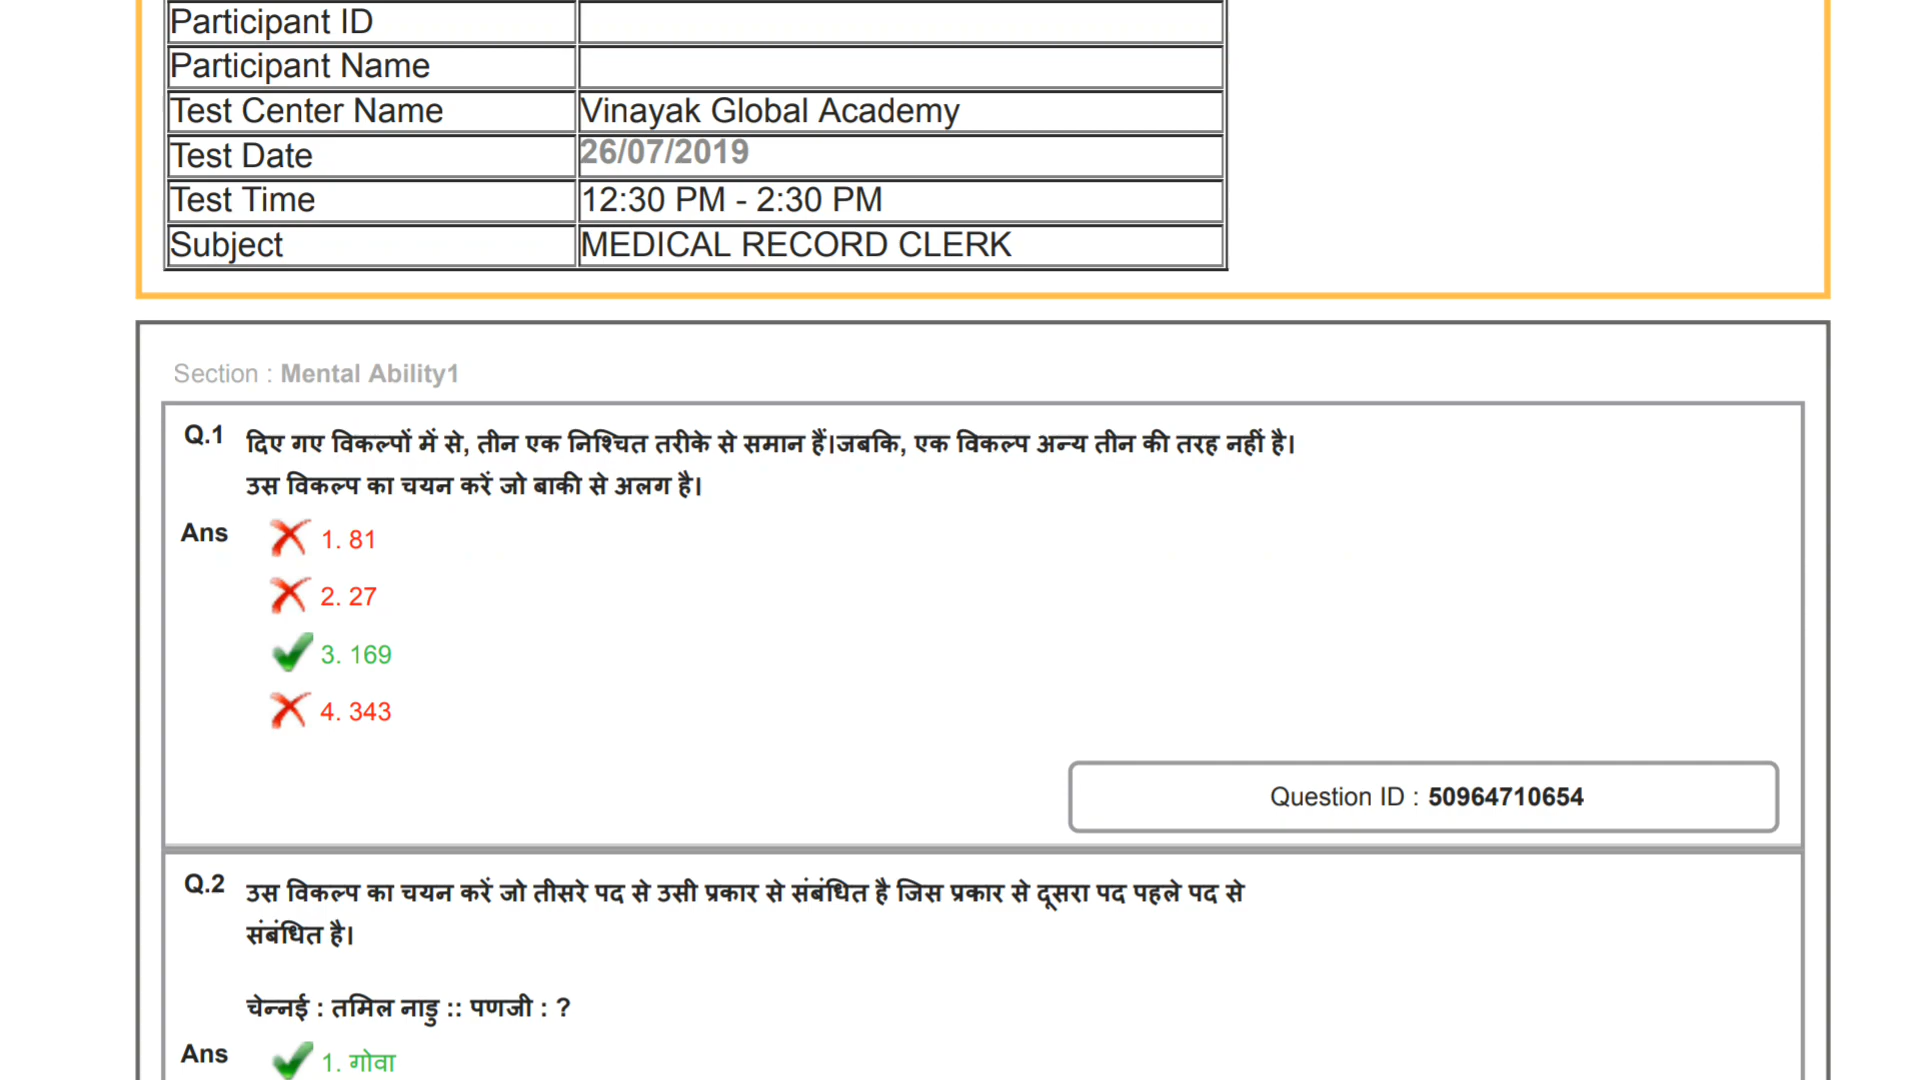 Participant ID
Participant Name
Test Center Name Vinayak Global Academy
Test Date 26/07/2019
Test Time 12:30 PM - 2:30 PM
Subject MEDICAL RECORD CLERK
Section : Mental Ability1
Q.1 दिए गए विकल्पों में से, तीन एक निश्चित तरीके से समान हैं।जबकि, एक विकल्प अन्य तीन की तरह नहीं है।
उस विकल्प का चयन करें जो बाकी से अलग है।
Ans 1. 81
2. 27
3. 169
4. 343
Question ID : 50964710654
Q.2 उस विकल्प का चयन करें जो तीसरे पद से उसी प्रकार से संबंधित है जिस प्रकार से दूसरा पद पहले पद से
संबंधित है।
चेन्नई : तमिल नाडु :: पणजी : ?
Ans 1. गोवा